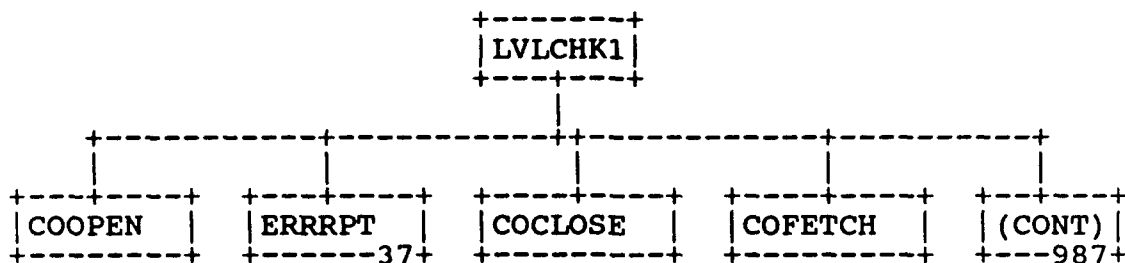 LVLCHK1
COOPEN ERRRPT COCLOSE COFETCH (CONT)
37 987